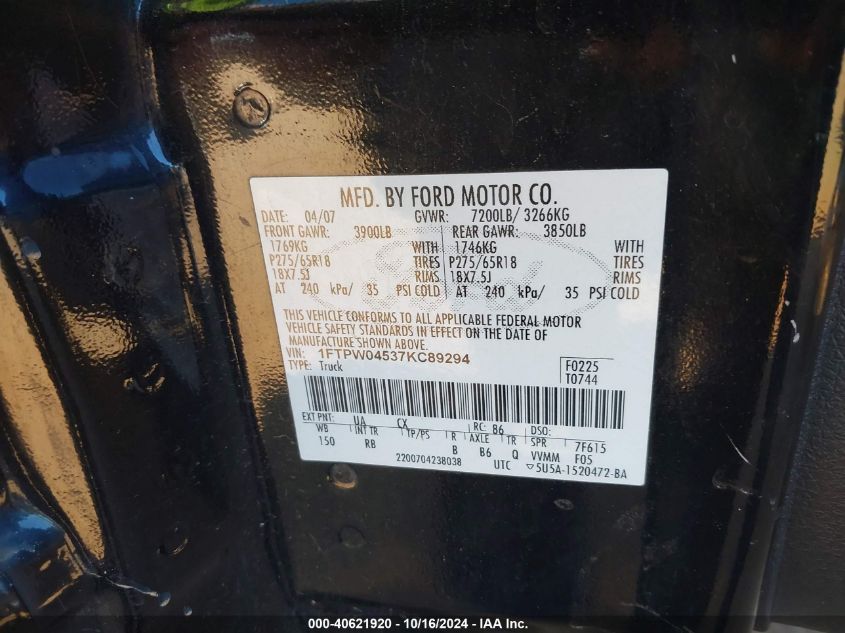 MFD. BY FORD MOTOR CO.
DATE: 04/07 GVWR: 7200LB/ 3266KG
FRONT GAWR: 3900LB REAR GAWR: 3850LB
1769KG WITH 1746KG WITH
P275/65R18 TIRES P275/65R18 TIRES
18X7.5J RIMS 18X7.5J RIMS
AT 240 kPa/ 35 PSI COLD AT 240 kPa/ 35 PSI COLD
THIS VEHICLE CONFORMS TO ALL APPLICABLE FEDERAL MOTOR
VEHICLE SAFETY STANDARDS IN EFFECT ON THE DATE OF
MANUFACTURE SHOWN ABOVE.
VIN: 1FTPW04537KC89294 F0225
TYPE: Truck T0744
EXT PNT: UA CX RC: 86 DSO:
WB INT TR TP/PS R AXLE TR SPR 7F615
150 RB B B6 Q VVMM F05
2200704238038 UTC ▽5U5A-1520472-BA
000-40621920 - 10/16/2024 - IAA Inc.